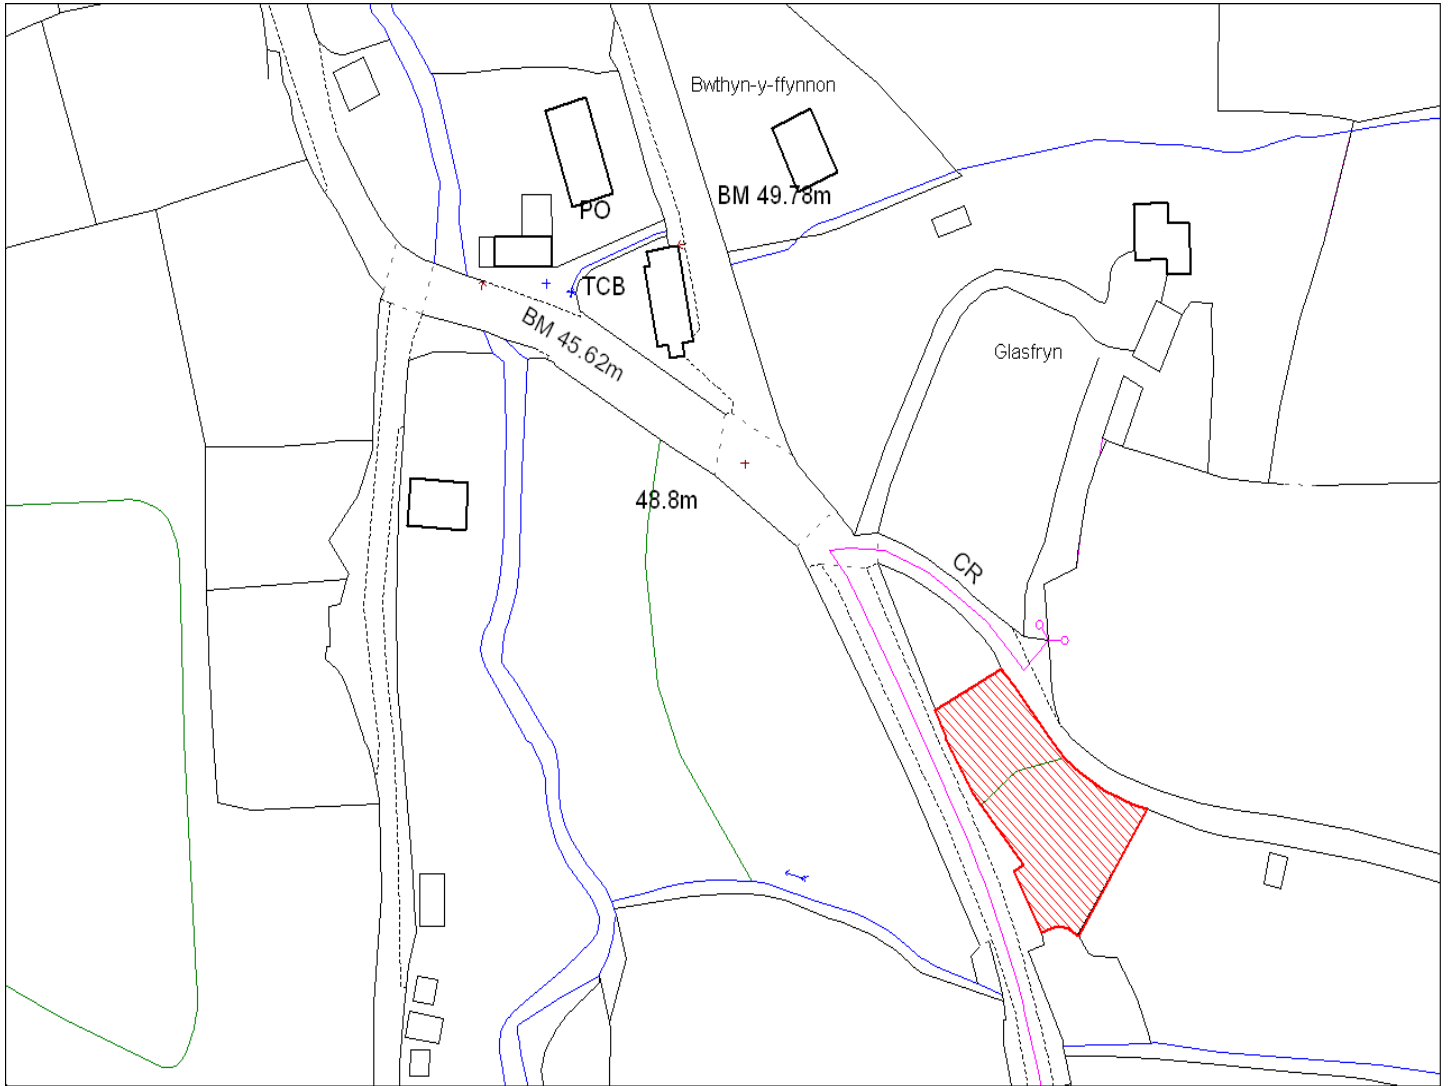 Bwthyn-y-ffynnon
BM 49.78m
PO
TCB
BM 45.62m
Glasfryn
48.8m
CR